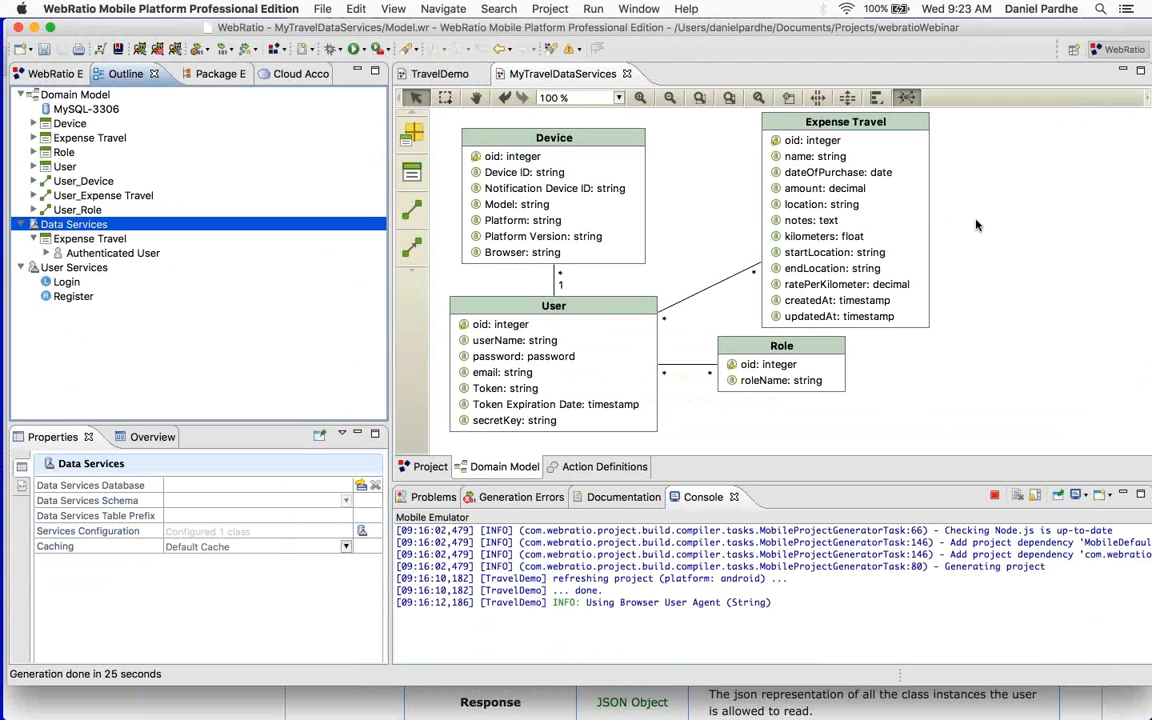 WebRatio Mobile Platform Professional Edition File Edit View Navigate Search Project Run Window Help 100% Wed 9:23 AM Daniel Pardhe
WebRatio Mobile Platform Professional Edition - MyTravelDataServices/Model.wr - WebRatio Mobile Platform Professional Edition - /Users/danielpardhe/Documents/Projects/webratioWebinar
WebRatio
WebRatio E Outline Package E Cloud Acco
Domain Model
MySQL-3306
Device
Expense Travel
Role
User
User_Device
User_Expense Travel
User_Role
Data Services
Expense Travel
Authenticated User
User Services
Login
Register
TravelDemo MyTravelDataServices
100 %
Device
oid: integer
Device ID: string
Notification Device ID: string
Model: string
Platform: string
Platform Version: string
Browser: string
*
1
Expense Travel
oid: integer
name: string
dateOfPurchase: date
amount: decimal
location: string
notes: text
kilometers: float
startLocation: string
endLocation: string
ratePerKilometer: decimal
createdAt: timestamp
updatedAt: timestamp
*
*
User
oid: integer
userName: string
password: password
email: string
Token: string
Token Expiration Date: timestamp
secretKey: string
* *
Role
oid: integer
roleName: string
Project Domain Model Action Definitions
Properties Overview
Data Services
Data Services Database
Data Services Schema
Data Services Table Prefix
Services Configuration Configured 1 class
Caching Default Cache
Problems Generation Errors Documentation Console
Mobile Emulator
[09:16:02,479] [INFO] (com.webratio.project.build.compiler.tasks.MobileProjectGeneratorTask:66) - Checking Node.js is up-to-date
[09:16:02,479] [INFO] (com.webratio.project.build.compiler.tasks.MobileProjectGeneratorTask:146) - Add project dependency 'MobileDefaul
[09:16:02,479] [INFO] (com.webratio.project.build.compiler.tasks.MobileProjectGeneratorTask:146) - Add project dependency 'com.webratio
[09:16:02,479] [INFO] (com.webratio.project.build.compiler.tasks.MobileProjectGeneratorTask:80) - Generating project
[09:16:10,182] [TravelDemo] refreshing project (platform: android) ...
[09:16:10,182] [TravelDemo] ... done.
[09:16:12,186] [TravelDemo] INFO: Using Browser User Agent (String)
Generation done in 25 seconds
Response JSON Object The json representation of all the class instances the user
is allowed to read.